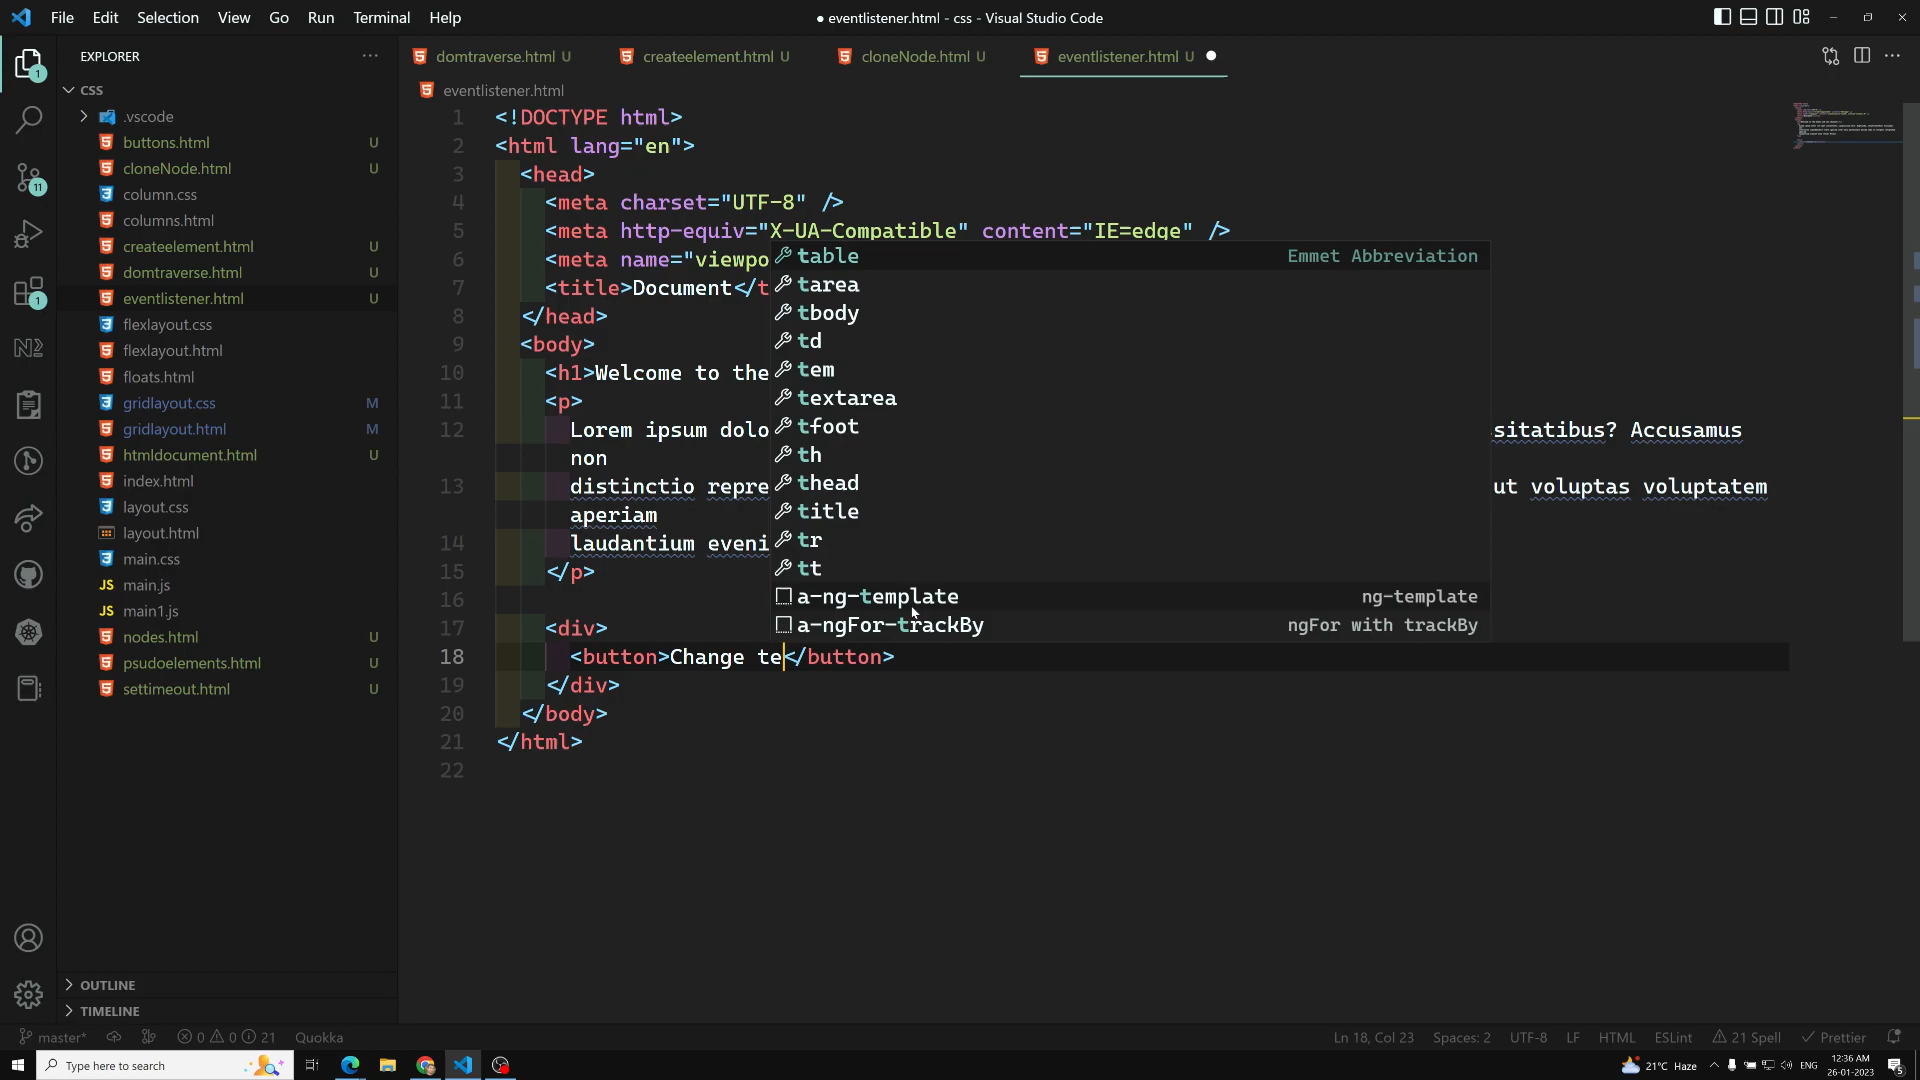 File Edit Selection View Go Run Terminal Help
● eventlistener.html - css - Visual Studio Code
EXPLORER
CSS
.vscode
buttons.html U
cloneNode.html U
column.css
columns.html
createelement.html U
domtraverse.html U
eventlistener.html U
flexlayout.css
flexlayout.html
floats.html
gridlayout.css M
gridlayout.html M
htmldocument.html U
index.html
layout.css
layout.html
main.css
JS main.js
JS main1.js
nodes.html U
psudoelements.html U
settimeout.html U
OUTLINE
TIMELINE
1
11
1
domtraverse.html U createelement.html U cloneNode.html U eventlistener.html U
eventlistener.html
1 <!DOCTYPE html>
2 <html lang="en">
3 <head>
4 <meta charset="UTF-8" />
5 <meta http-equiv="X-UA-Compatible" content="IE=edge" />
6 <meta name="viewpo
7 <title>Document</t
8 </head>
9 <body>
10 <h1>Welcome to the
11 <p>
12 Lorem ipsum dolo sitatibus? Accusamus
non
13 distinctio repre ut voluptas voluptatem
aperiam
14 laudantium eveni
15 </p>
16
17 <div>
18 <button>Change te</button>
19 </div>
20 </body>
21 </html>
22
table Emmet Abbreviation
tarea
tbody
td
tem
textarea
tfoot
th
thead
title
tr
tt
a-ng-template ng-template
a-ngFor-trackBy ngFor with trackBy
master* 0 0 21 Quokka
Ln 18, Col 23 Spaces: 2 UTF-8 LF HTML ESLint 21 Spell Prettier
Type here to search
21°C Haze ENG
12:36 AM
26-01-2023
5